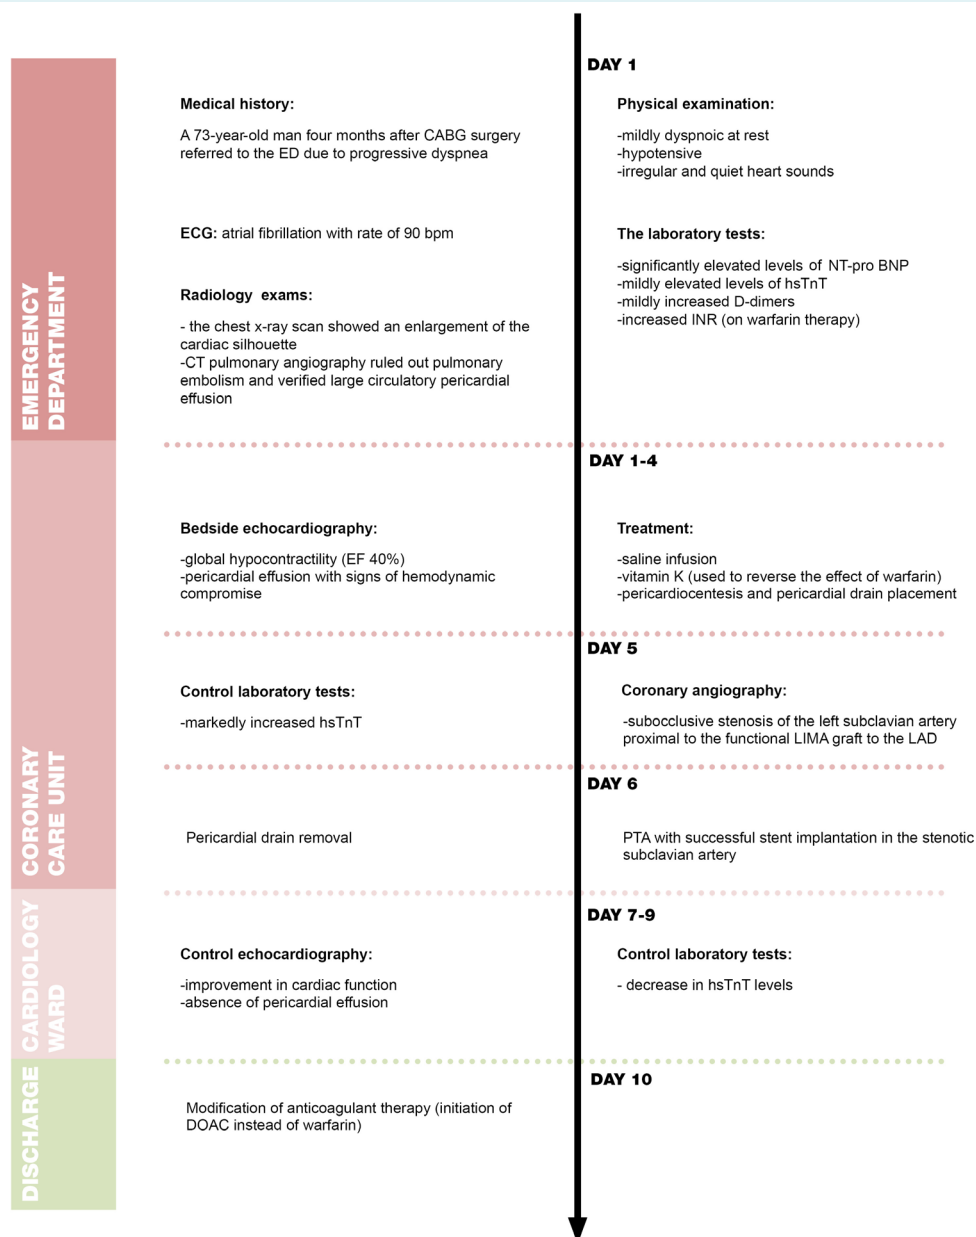 EMERGENCY
DEPARTMENT
DAY 1
Medical history:
A 73-year-old man four months after CABG surgery
referred to the ED due to progressive dyspnea
ECG: atrial fibrillation with rate of 90 bpm
Radiology exams:
- the chest x-ray scan showed an enlargement of the
cardiac silhouette
-CT pulmonary angiography ruled out pulmonary
embolism and verified large circulatory pericardial
effusion
Physical examination:
-mildly dyspnoic at rest
-hypotensive
-irregular and quiet heart sounds
The laboratory tests:
-significantly elevated levels of NT-pro BNP
-mildly elevated levels of hsTnT
-mildly increased D-dimers
-increased INR (on warfarin therapy)
CORONARY
CARE UNIT
DAY 1-4
Bedside echocardiography:
-global hypocontractility (EF 40%)
-pericardial effusion with signs of hemodynamic
compromise
Treatment:
-saline infusion
-vitamin K (used to reverse the effect of warfarin)
-pericardiocentesis and pericardial drain placement
DAY 5
Control laboratory tests:
-markedly increased hsTnT
Coronary angiography:
-subocclusive stenosis of the left subclavian artery
proximal to the functional LIMA graft to the LAD
DAY 6
Pericardial drain removal
PTA with successful stent implantation in the stenotic
subclavian artery
CARDIOLOGY
WARD
DAY 7-9
Control echocardiography:
-improvement in cardiac function
-absence of pericardial effusion
Control laboratory tests:
- decrease in hsTnT levels
DISCHARGE
DAY 10
Modification of anticoagulant therapy (initiation of
DOAC instead of warfarin)